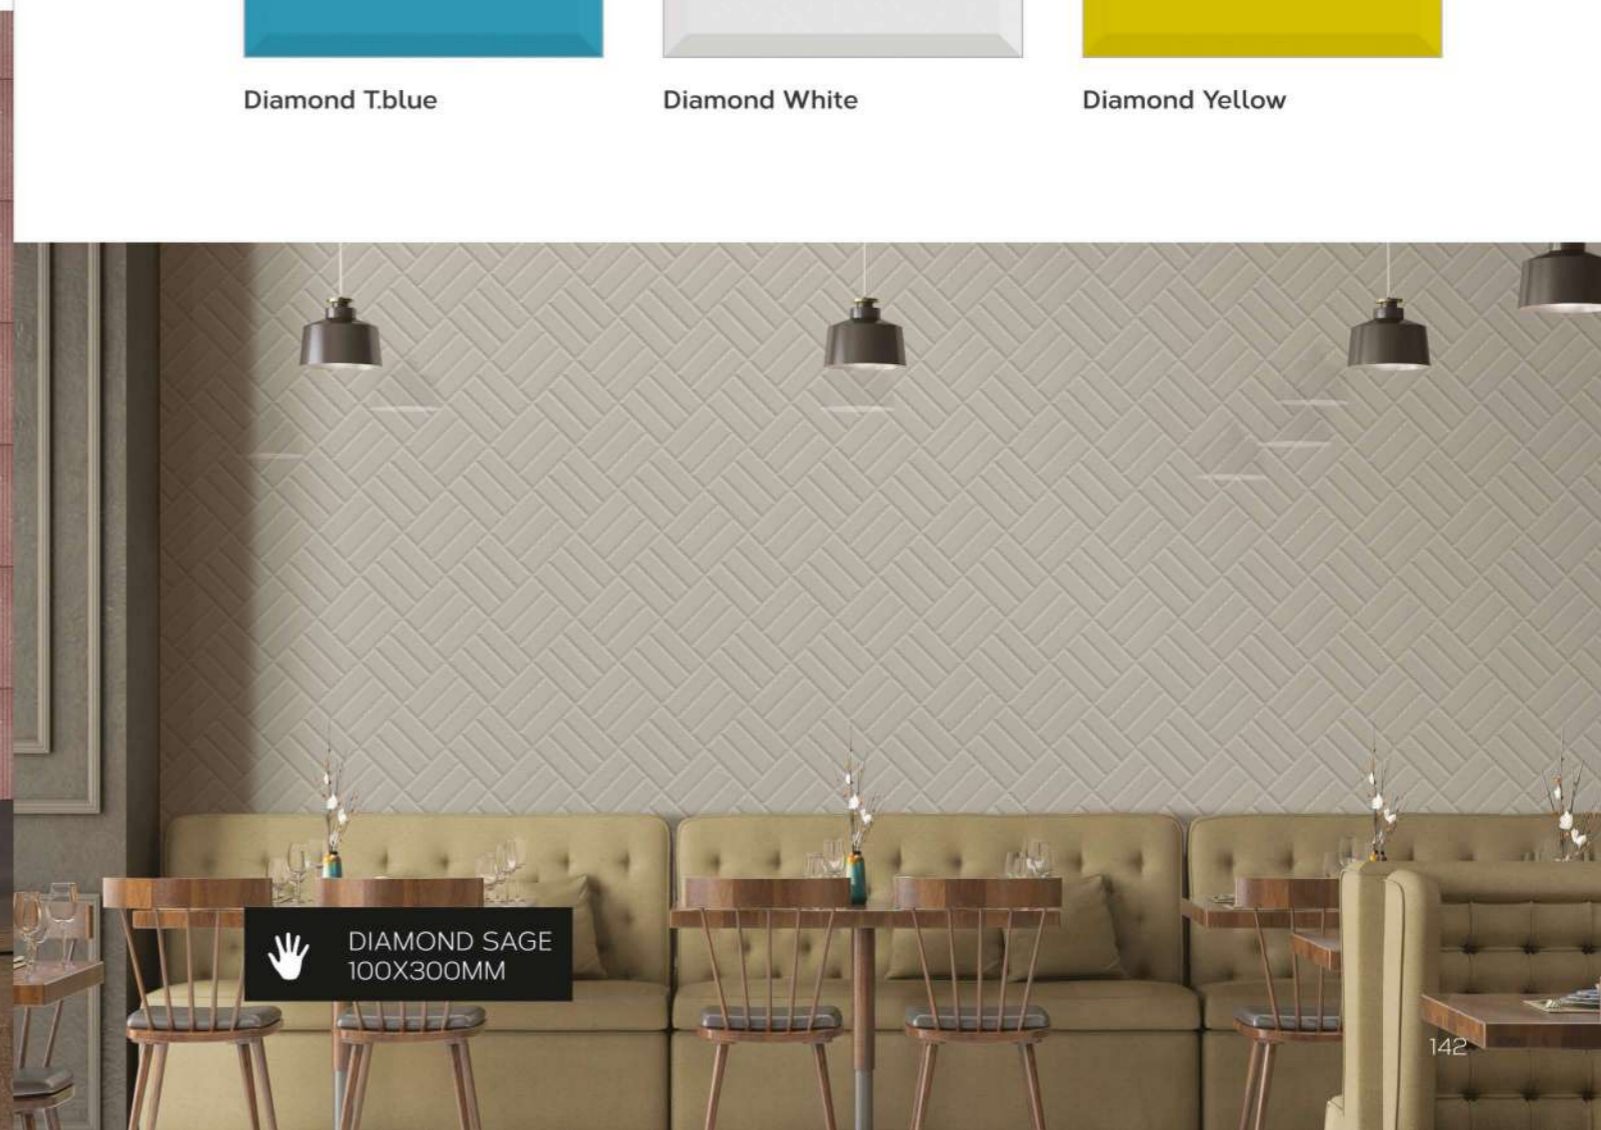 Diamond T.blue
Diamond White
Diamond Yellow
DIAMOND SAGE
100X300MM
142